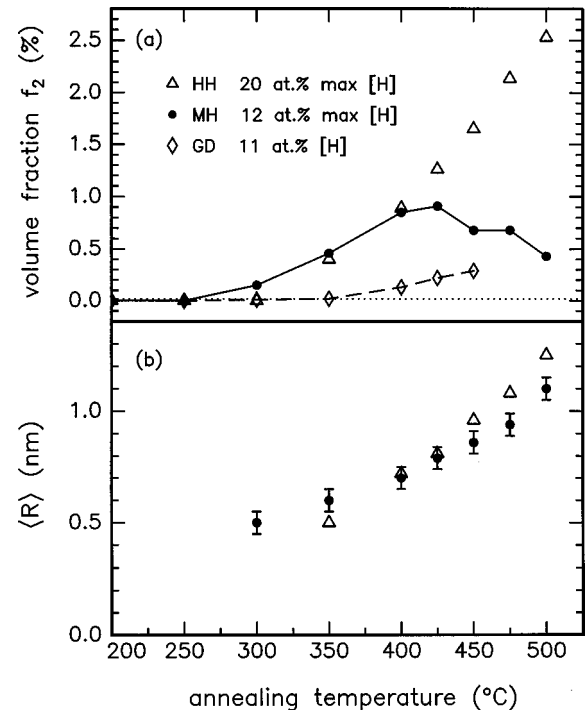 (a)
volume fraction f₂ (%)
2.5
2.0
1.5
1.0
0.5
0.0
△ HH 20 at.% max [H]
● MH 12 at.% max [H]
◇ GD 11 at.% [H]
(b)
⟨R⟩ (nm)
1.0
0.5
0.0
200 250 300 350 400 450 500
annealing temperature (°C)